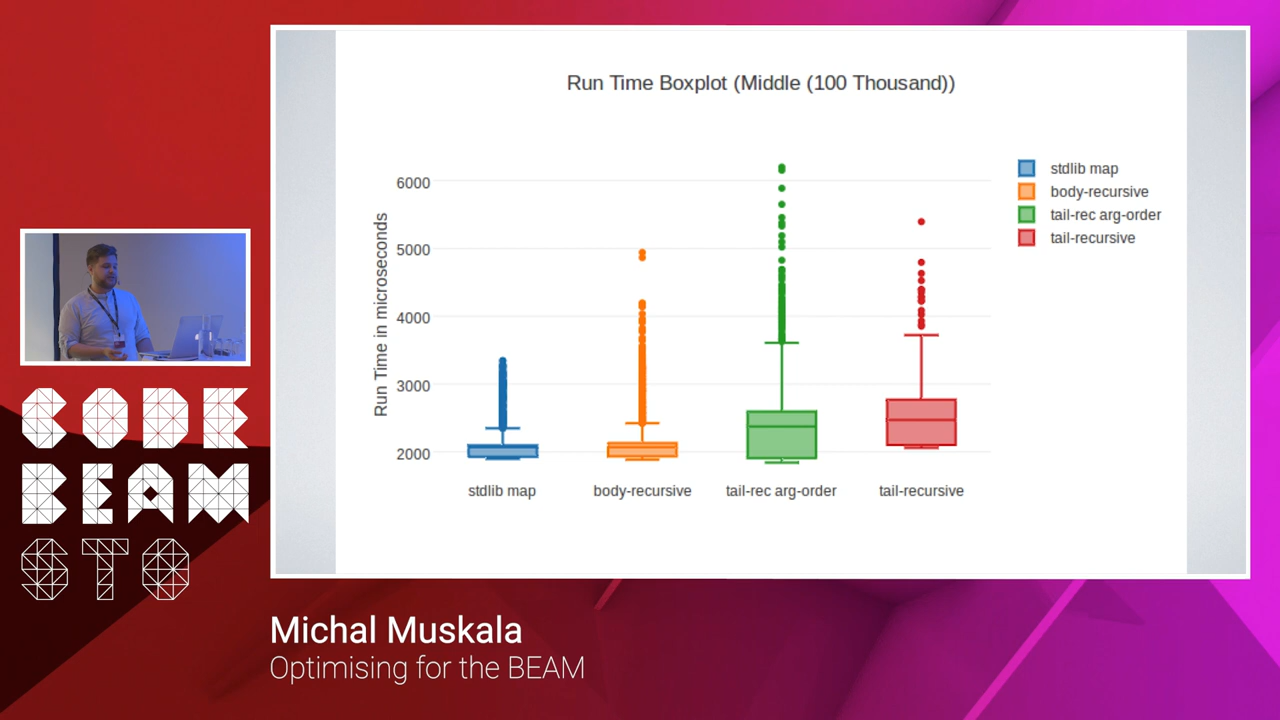 Run Time Boxplot (Middle (100 Thousand))
Run Time in microseconds
6000
5000
4000
3000
2000
stdlib map
body-recursive
tail-rec arg-order
tail-recursive
stdlib map
body-recursive
tail-rec arg-order
tail-recursive
CODE
BEAM
STO
Michal Muskala
Optimising for the BEAM